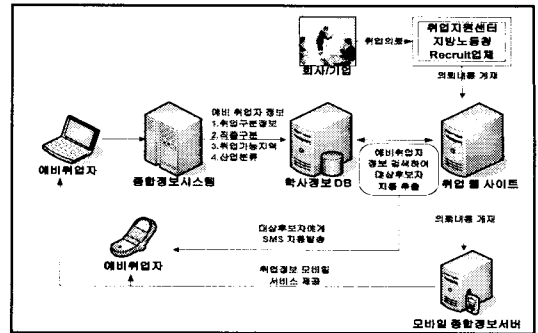 취업지원센터
지방노동청
Recruit업체
취업의뢰
회사/기업
의뢰내용 게재
예비 취업자 정보
1.취업구분정보
2.직출구분
3.취업가능지역
4.산업분류
예비취업자
종합정보시스템
학사정보 DB
예비취업자
정보 검색하여
대상후보자
자동 추출
취업 웹 사이트
대상후보자에게
SMS 자동발송
의뢰내용 게재
예비취업자
취업정보 모바일
서비스 제공
모바일 종합정보서버